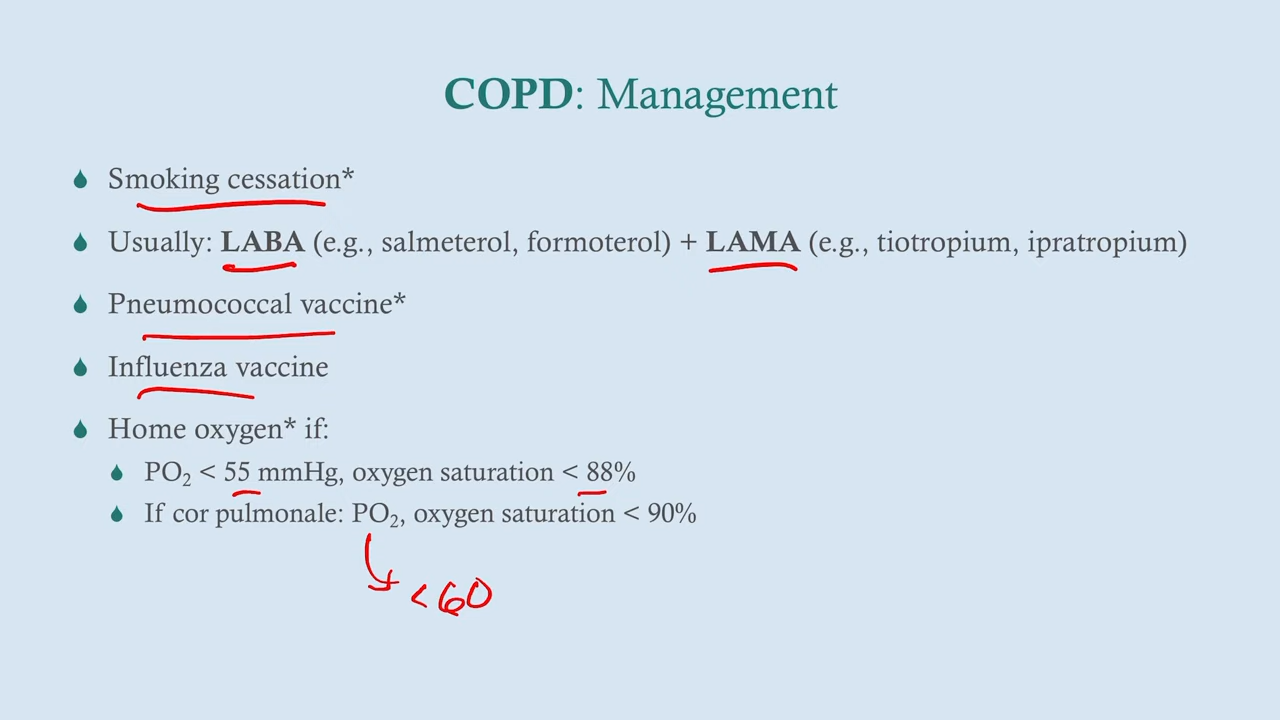 COPD: Management
Smoking cessation*
Usually: LABA (e.g., salmeterol, formoterol) + LAMA (e.g., tiotropium, ipratropium)
Pneumococcal vaccine*
Influenza vaccine
Home oxygen* if:
PO₂ < 55 mmHg, oxygen saturation < 88%
If cor pulmonale: PO₂, oxygen saturation < 90%
<60